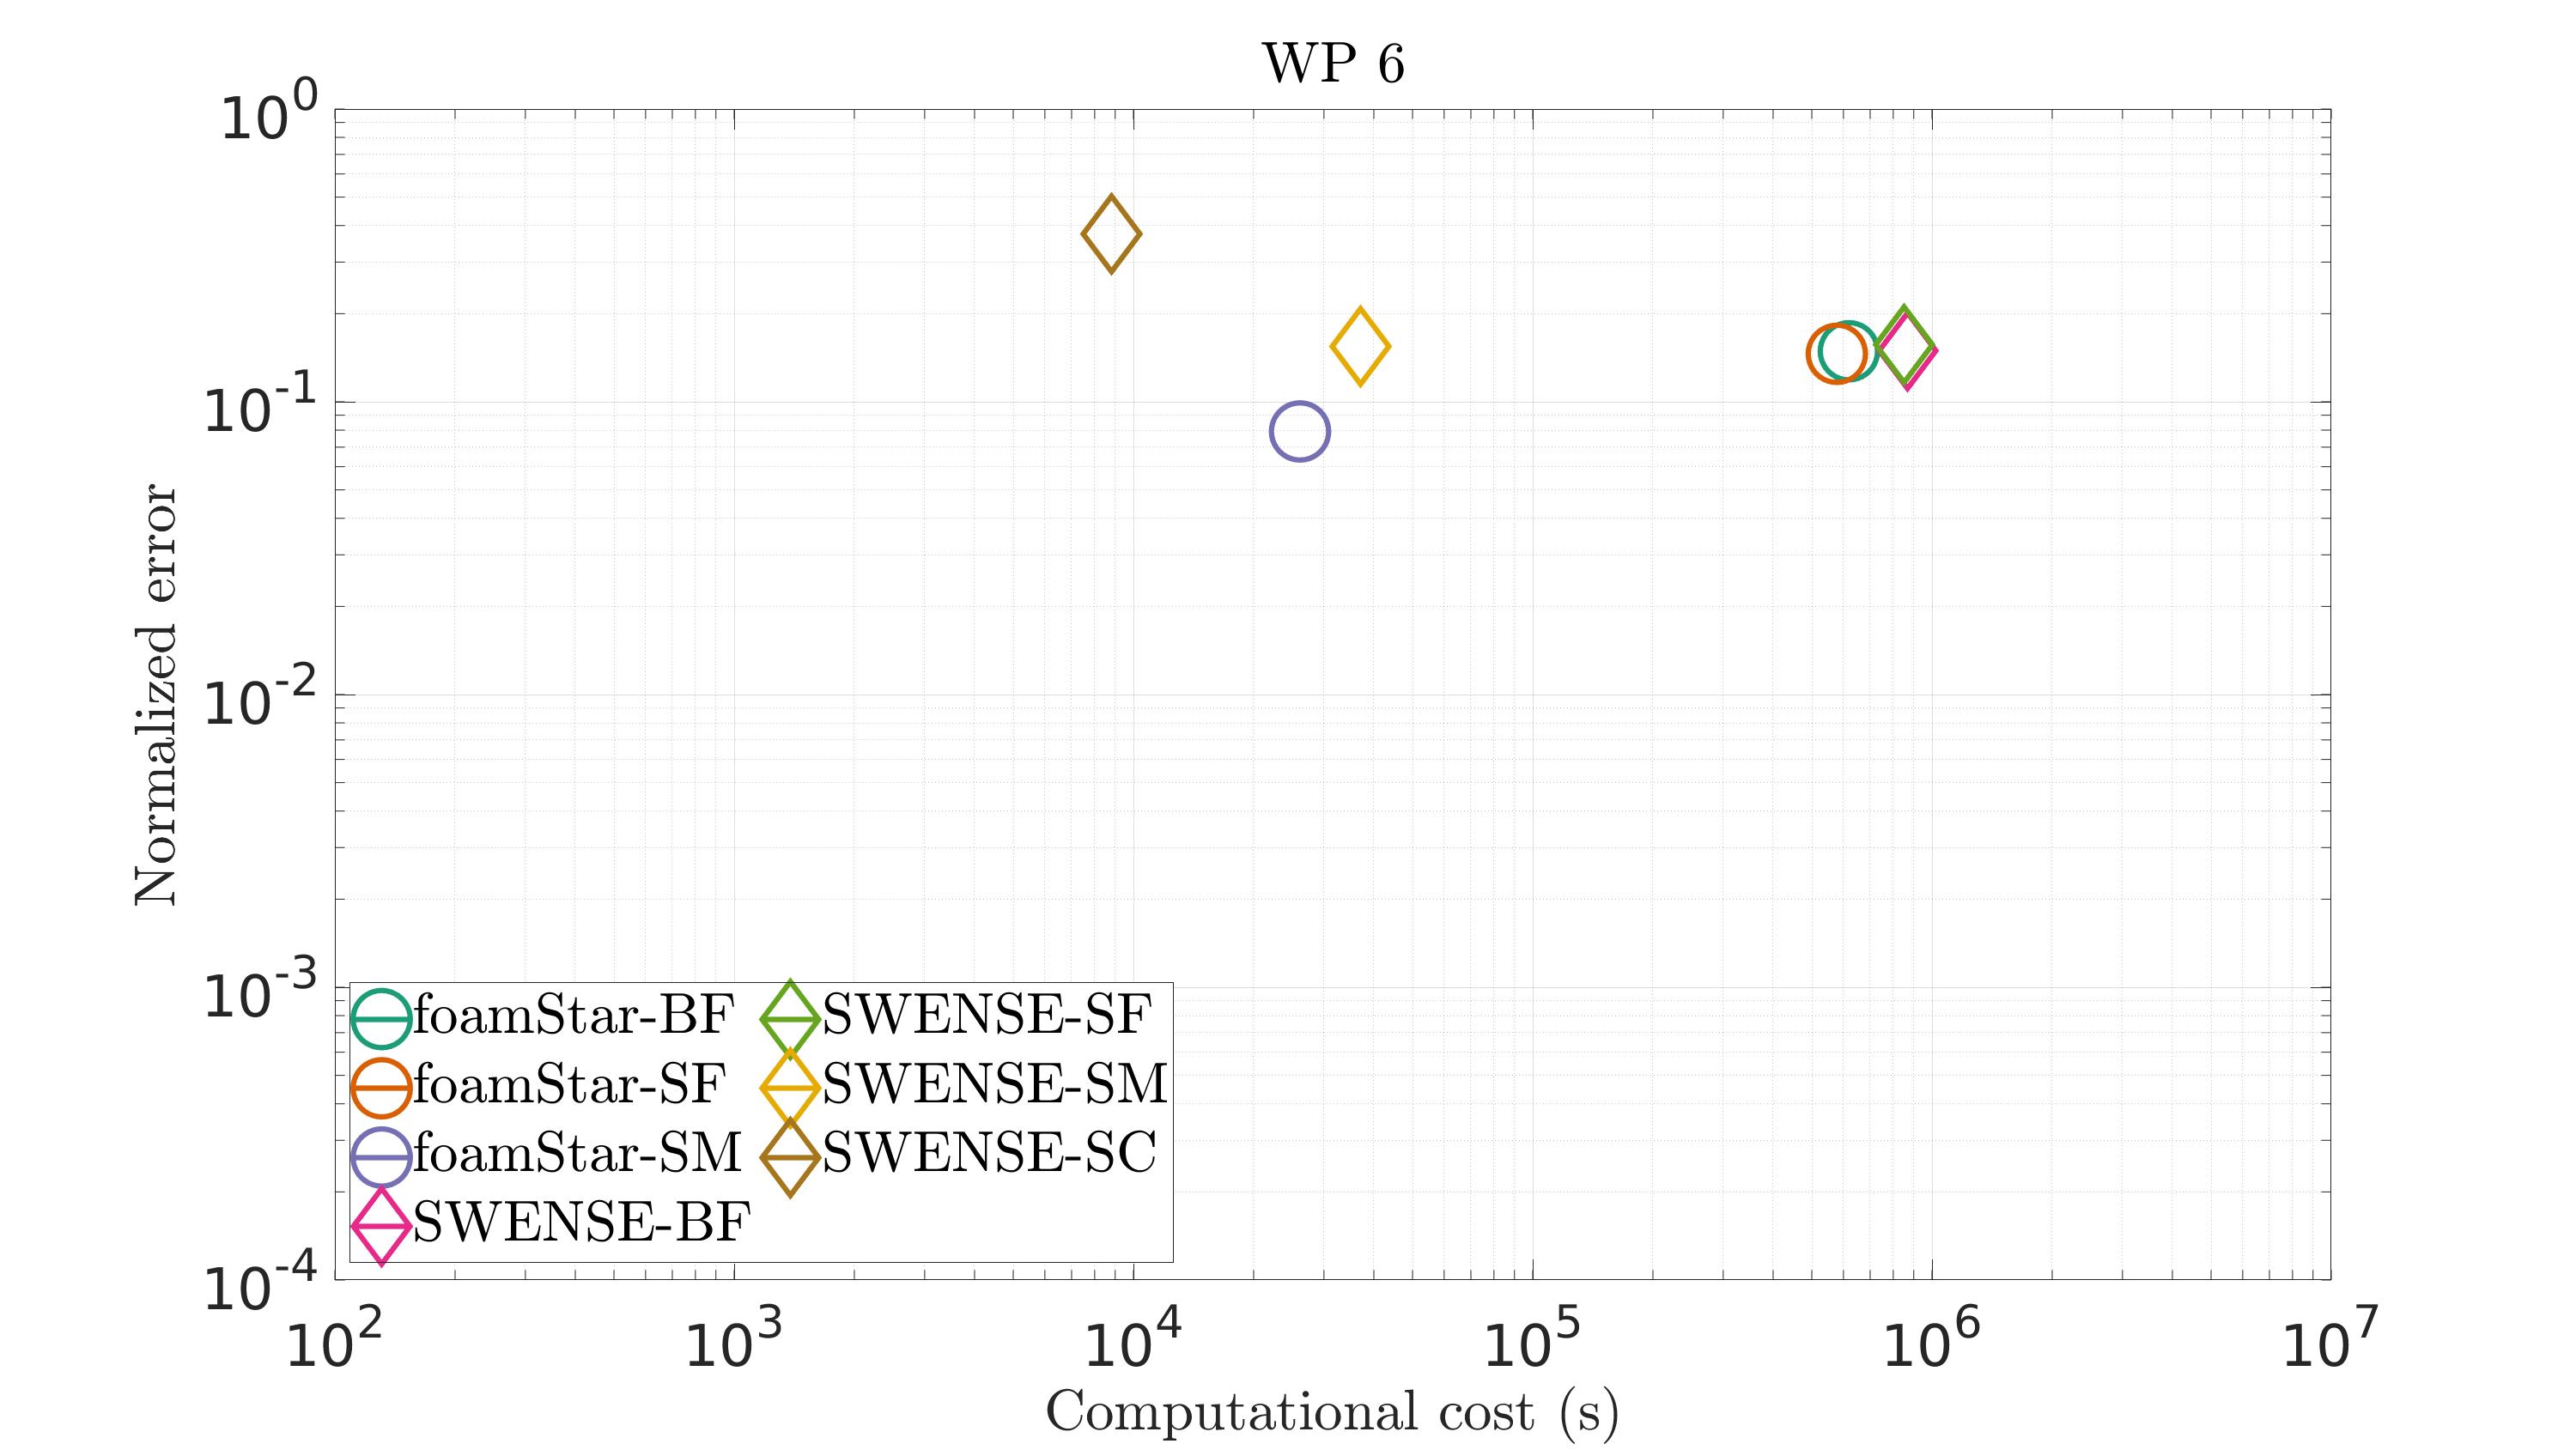 WP 6
10^0
10^-1
10^-2
10^-3
10^-4
Normalized error
foamStar-BF
foamStar-SF
foamStar-SM
SWENSE-BF
SWENSE-SF
SWENSE-SM
SWENSE-SC
10^2 10^3 10^4 10^5 10^6 10^7
Computational cost (s)